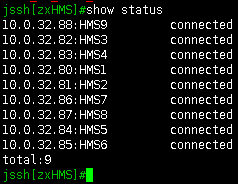 jssh[zxHMS]#show status
10.0.32.88:HMS9 connected
10.0.32.82:HMS3 connected
10.0.32.83:HMS4 connected
10.0.32.80:HMS1 connected
10.0.32.81:HMS2 connected
10.0.32.86:HMS7 connected
10.0.32.87:HMS8 connected
10.0.32.84:HMS5 connected
10.0.32.85:HMS6 connected
total:9
jssh[zxHMS]#